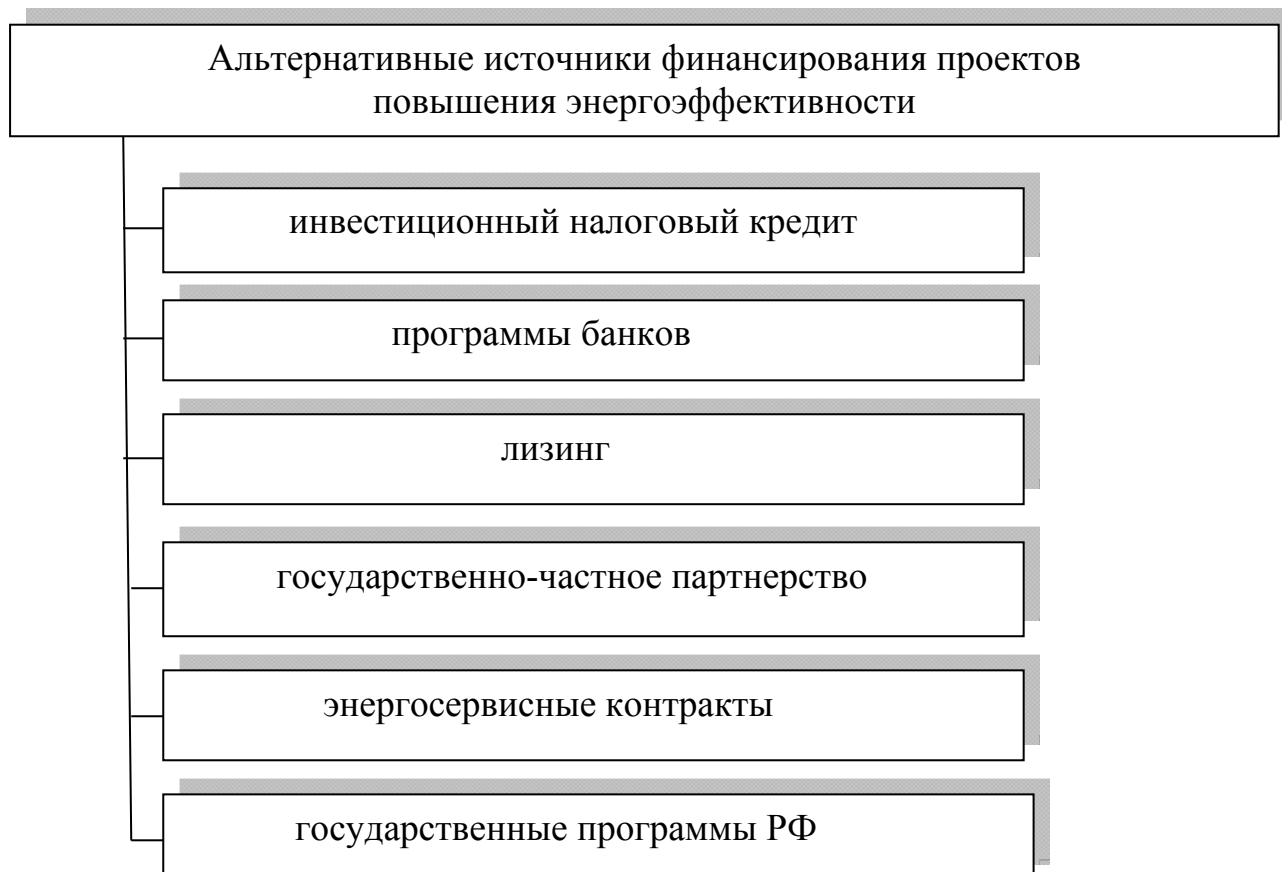 Альтернативные источники финансирования проектов
повышения энергоэффективности
инвестиционный налоговый кредит
программы банков
лизинг
государственно-частное партнерство
энергосервисные контракты
государственные программы РФ